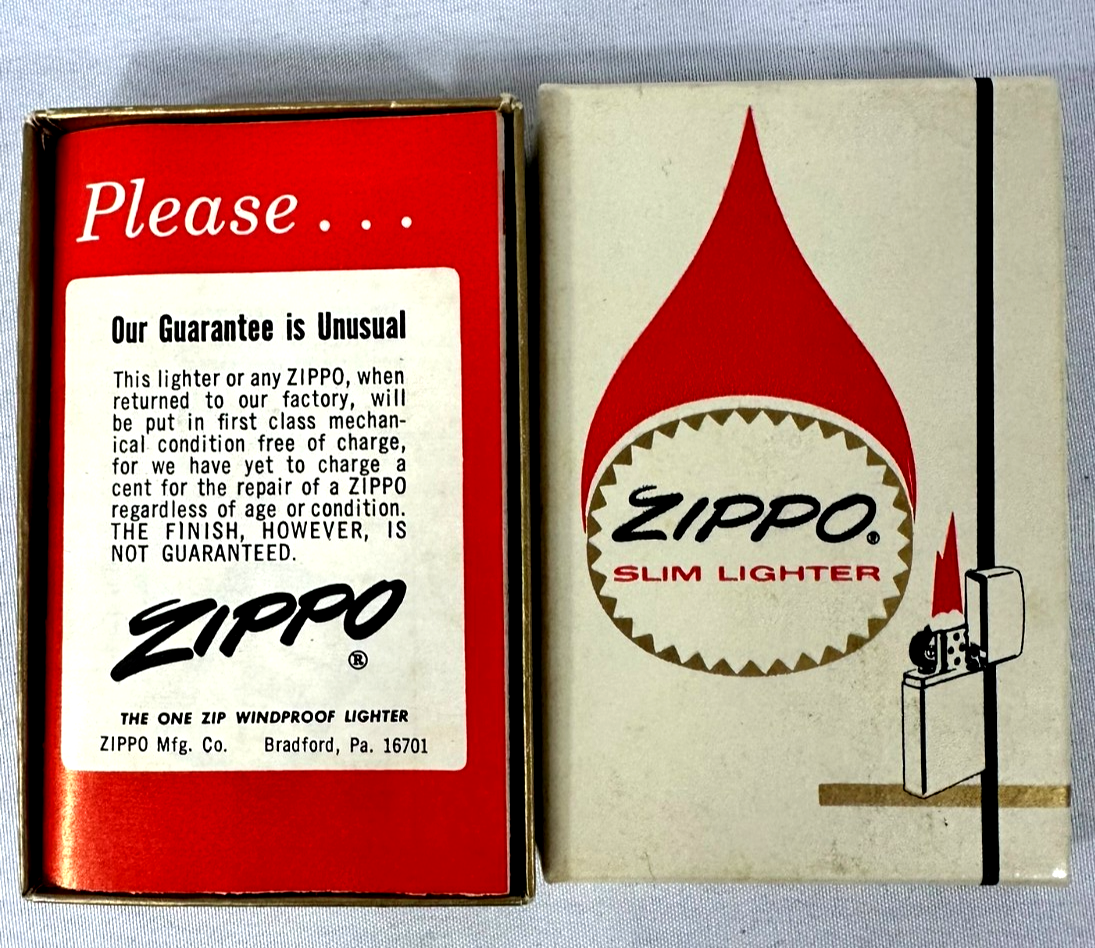 Please...
Our Guarantee is Unusual
This lighter or any ZIPPO, when
returned to our factory, will
be put in first class mechan-
ical condition free of charge,
for we have yet to charge a
cent for the repair of a ZIPPO
regardless of age or condition.
THE FINISH, HOWEVER, IS
NOT GUARANTEED.
ZIPPO
®
THE ONE ZIP WINDPROOF LIGHTER
ZIPPO Mfg. Co. Bradford, Pa. 16701
ZIPPO®
SLIM LIGHTER